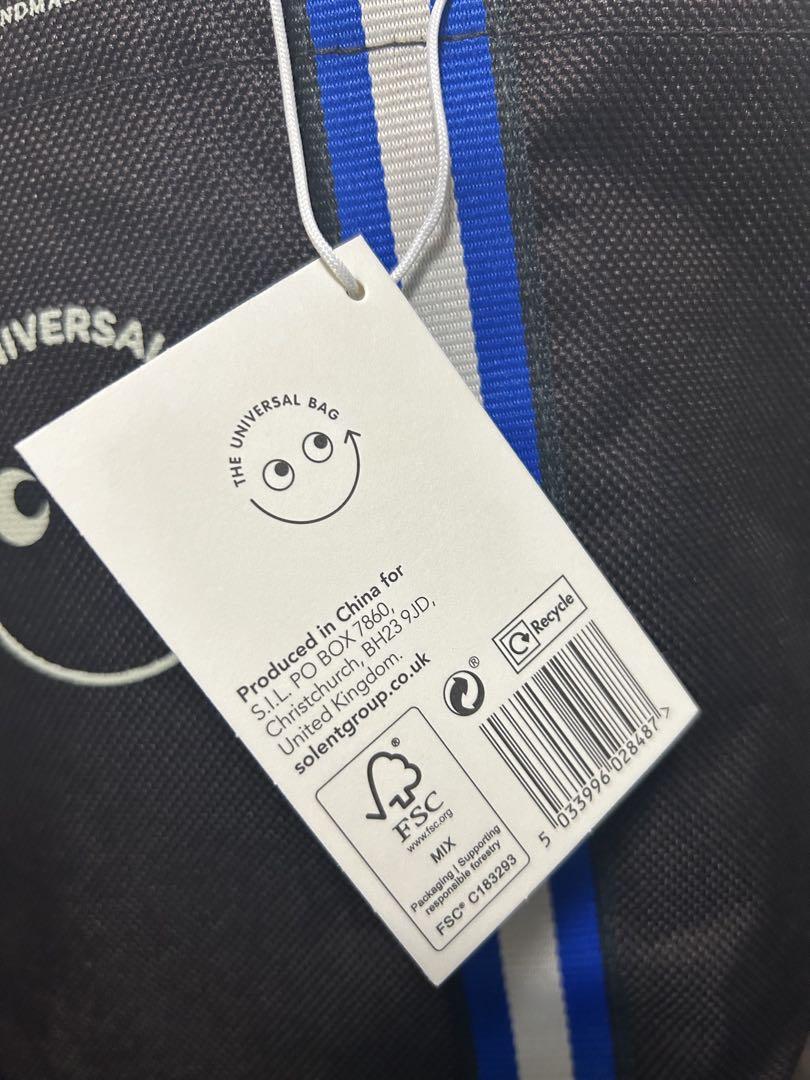 THE UNIVERSAL BAG
Produced in China for
S.I.L. PO BOX 7860,
Christchurch, BH23 9JD,
United Kingdom.
solentgroup.co.uk
®
Recycle
®
FSC
www.fsc.org
MIX
Packaging | Supporting
responsible forestry
FSC® C183293
5 033996 028487 >